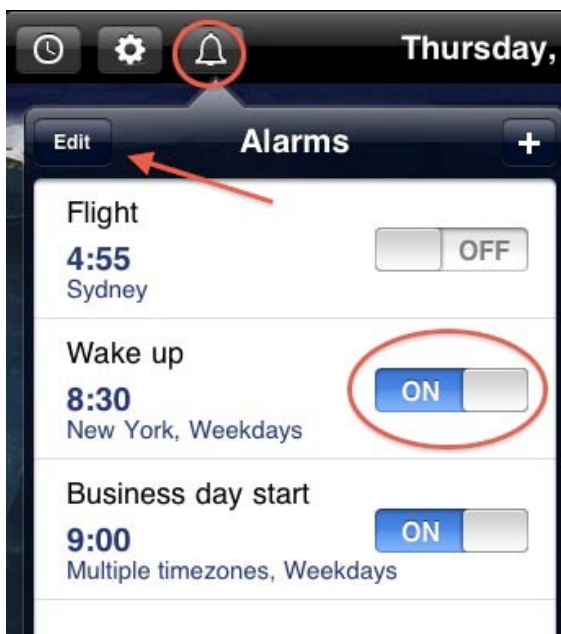 Thursday,
Edit
Alarms
+
Flight
4:55
OFF
Sydney
Wake up
8:30
ON
New York, Weekdays
Business day start
9:00
ON
Multiple timezones, Weekdays